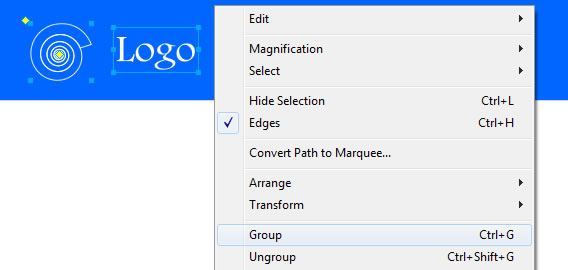 Logo
Edit
Magnification
Select
Hide Selection Ctrl+L
Edges Ctrl+H
Convert Path to Marquee...
Arrange
Transform
Group Ctrl+G
Ungroup Ctrl+Shift+G